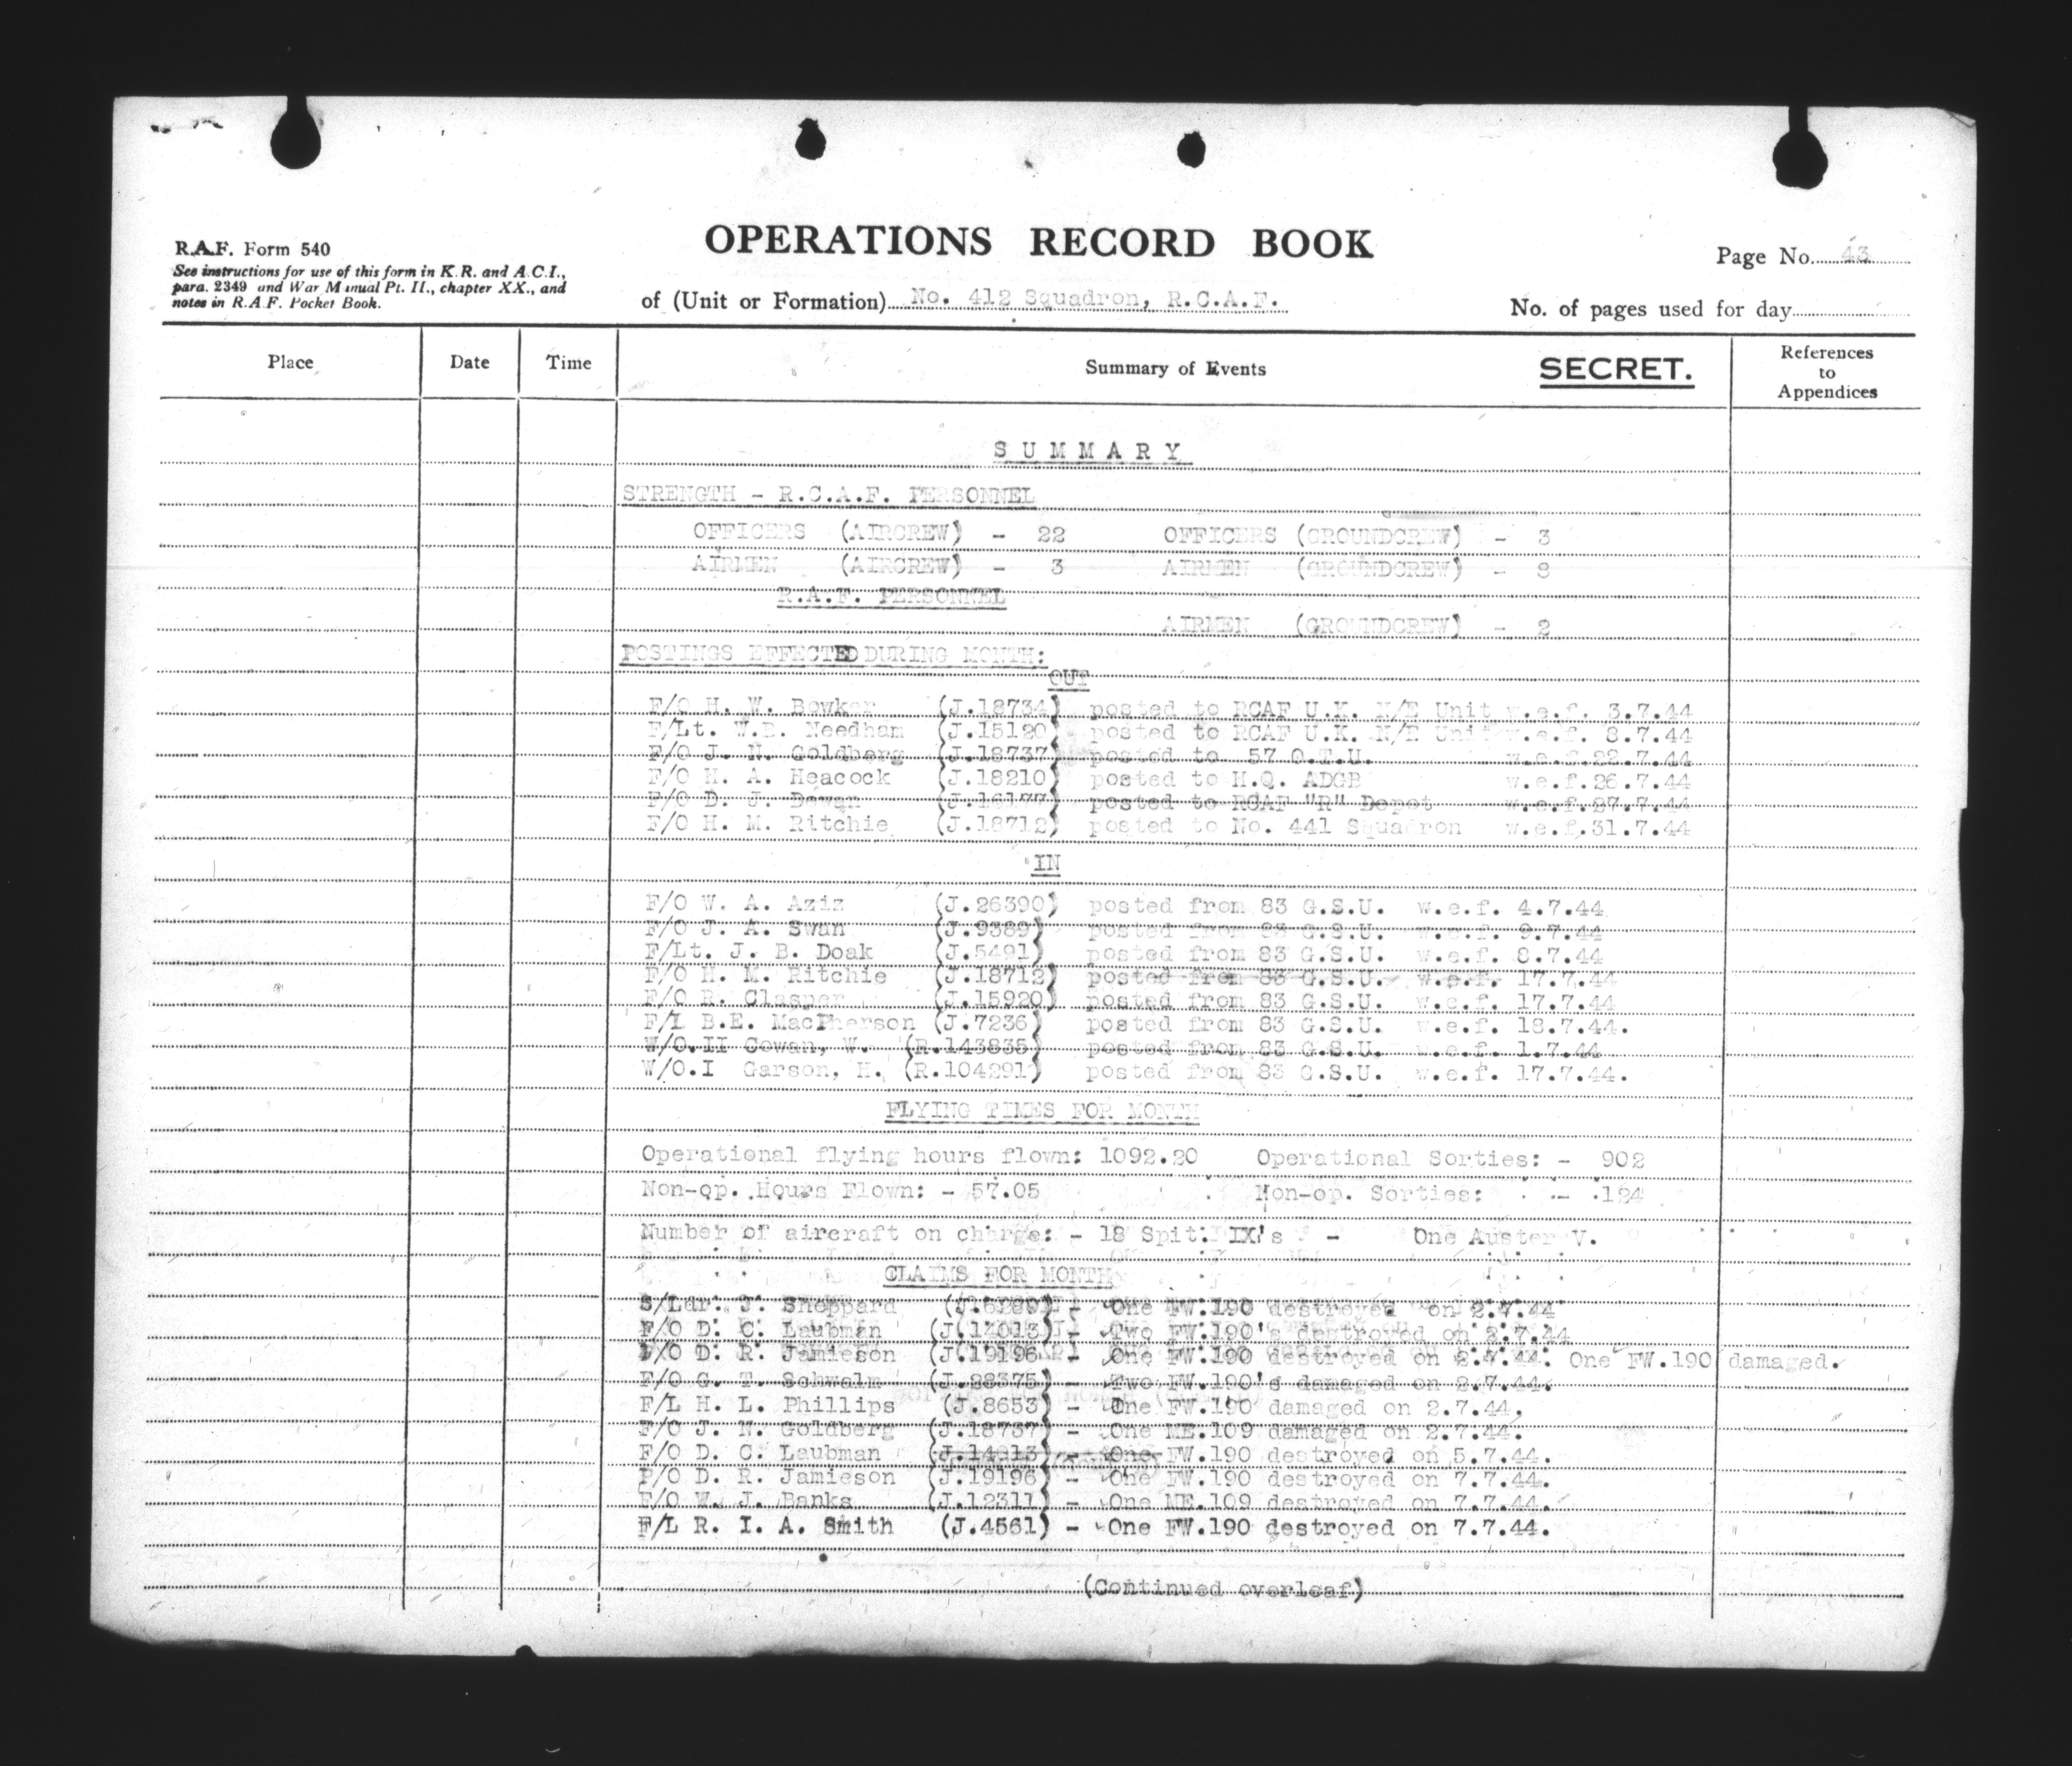 OPERATIONS RECORD BOOK
R.A.F. Form 540
See instructions for use of this form in K.R. and A.C.I.,
para. 2349 and War Manual Pt. II., chapter XX., and
notes in R.A.F. Pocket Book.
Page No. 43
of (Unit or Formation) No. 412 Squadron, R.C.A.F.
No. of pages used for day
Place Date Time Summary of Events SECRET. References to Appendices
SUMMARY
STRENGTH - R.C.A.F. PERSONNEL
OFFICERS (AIRCREW) - 22 OFFICERS (GROUNDCREW) - 3
AIRMEN (AIRCREW) - 3 AIRMEN (GROUNDCREW) - 8
R.A.F. PERSONNEL
AIRMEN (GROUNDCREW) - 2
POSTINGS EFFECTED DURING MONTH:
OUT
F/O H. W. Bowker (J.18734) posted to RCAF U.K. N/E Unit w.e.f. 3.7.44
F/Lt. W.B. Needham (J.15120) posted to RCAF U.K. N/E Unit w.e.f. 8.7.44
F/O J. N. Goldberg (J.18737) posted to 57 O.T.U. w.e.f.22.7.44
F/O H. A. Heacock (J.18210) posted to H.Q. ADGB w.e.f.26.7.44
F/O D. J. Dewar (J.16177) posted to RCAF "R" Depot w.e.f.27.7.44
F/O H. M. Ritchie (J.18712) posted to No. 441 Squadron w.e.f.31.7.44
IN
F/O W. A. Aziz (J.26390) posted from 83 G.S.U. w.e.f. 4.7.44
F/O J. A. Swan (J.9389) posted from 83 G.S.U. w.e.f. 9.7.44
F/Lt. J. B. Doak (J.5491) posted from 83 G.S.U. w.e.f. 8.7.44
F/O H. M. Ritchie (J.18712) posted from 83 G.S.U. w.e.f. 17.7.44
F/O R. Clasper (J.15920) posted from 83 G.S.U. w.e.f. 17.7.44
F/L B.E. MacPherson (J.7236) posted from 83 G.S.U. w.e.f. 18.7.44.
W/O.II Cowan, W. (R.143835) posted from 83 G.S.U. w.e.f. 1.7.44
W/O.I Garson, H. (R.104291) posted from 83 G.S.U. w.e.f. 17.7.44.
FLYING TIMES FOR MONTH
Operational flying hours flown: 1092.20 Operational Sorties: - 902
Non-op. Hours Flown: - 57.05 Non-op. Sorties: - 124
Number of aircraft on charge: - 18 Spit. IX's - One Auster V.
CLAIMS FOR MONTH
S/Ldr. J. Sheppard (J.6289) - One FW.190 destroyed on 2.7.44
F/O D. C. Laubman (J.14013) - Two FW.190's destroyed on 2.7.44
P/O D. R. Jamieson (J.19196) - One FW.190 destroyed on 2.7.44. One FW.190 damaged.
F/O G. T. Schwalm (J.28375) - Two FW.190's damaged on 2.7.44.
F/L H. L. Phillips (J.8653) - One FW.190 damaged on 2.7.44.
F/O J. N. Goldberg (J.18737) - One ME.109 damaged on 2.7.44.
F/O D. C. Laubman (J.14013) - One FW.190 destroyed on 5.7.44.
P/O D. R. Jamieson (J.19196) - One FW.190 destroyed on 7.7.44.
F/O W. J. Banks (J.12311) - One ME.109 destroyed on 7.7.44.
F/L R. I. A. Smith (J.4561) - One FW.190 destroyed on 7.7.44.
(Continued overleaf)